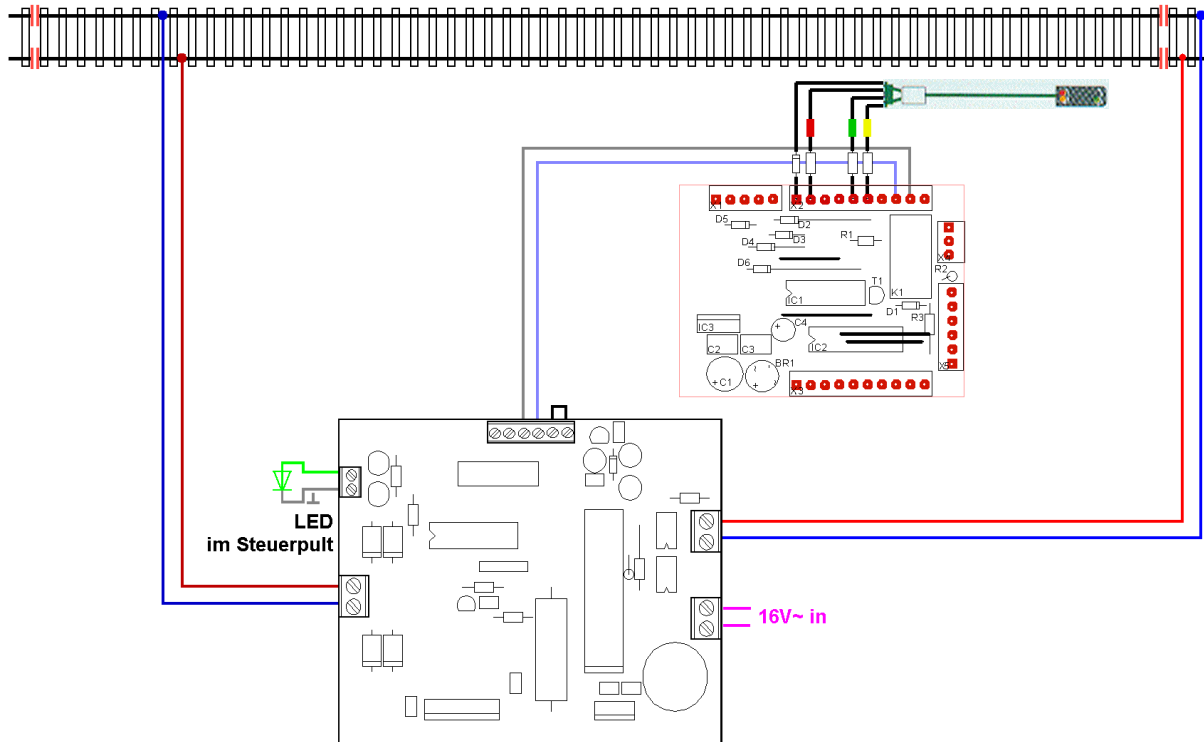 X1
X2
D5
D2
D3
D4
R1
D6
X4
R2
T1
K1
IC1
D1
R3
IC3
C4
C2
C3
IC2
BR1
+ C1
X5
X3
LED
im Steuerpult
16V~ in